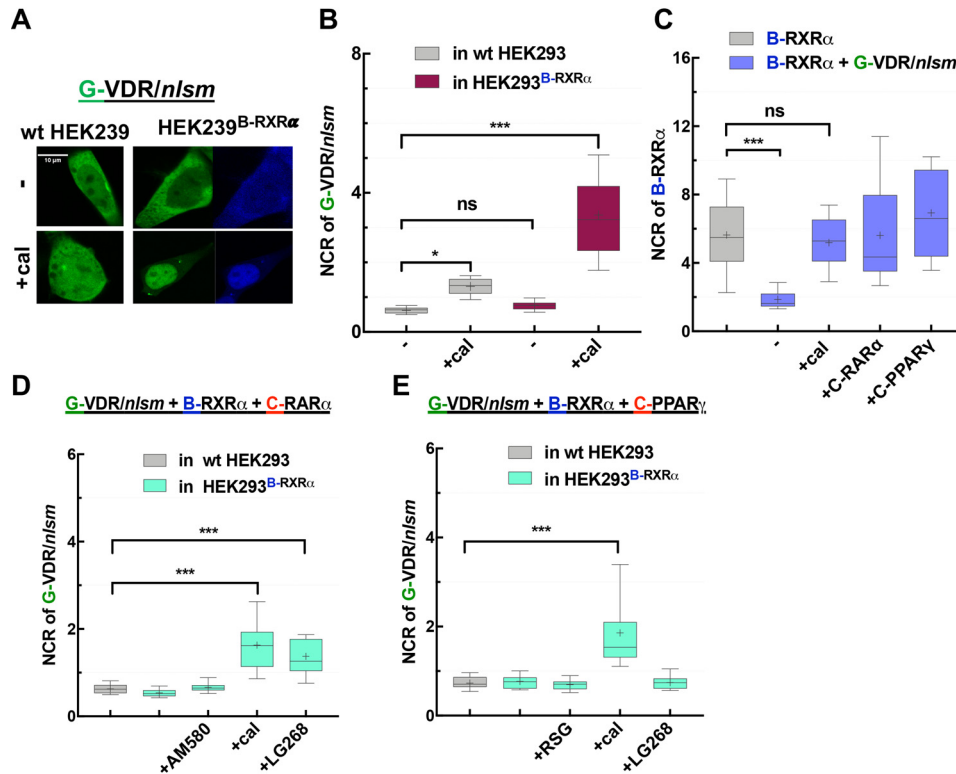 A
G-VDR/nlsm
wt HEK239
HEK239B-RXRα
10 μm
-
+cal
B
in wt HEK293
in HEK293B-RXRα
NCR of G-VDR/nlsm
8
4
0
***
ns
*
-
+cal
-
+cal
C
B-RXRα
B-RXRα + G-VDR/nlsm
NCR of B-RXRα
16
12
8
4
0
ns
***
-
+cal
+C-RARα
+C-PPARγ
D
G-VDR/nlsm + B-RXRα + C-RARα
in wt HEK293
in HEK293B-RXRα
NCR of G-VDR/nlsm
6
4
2
0
***
***
+AM580
+cal
+LG268
E
G-VDR/nlsm + B-RXRα + C-PPARγ
in wt HEK293
in HEK293B-RXRα
NCR of G-VDR/nlsm
6
4
2
0
***
+RSG
+cal
+LG268